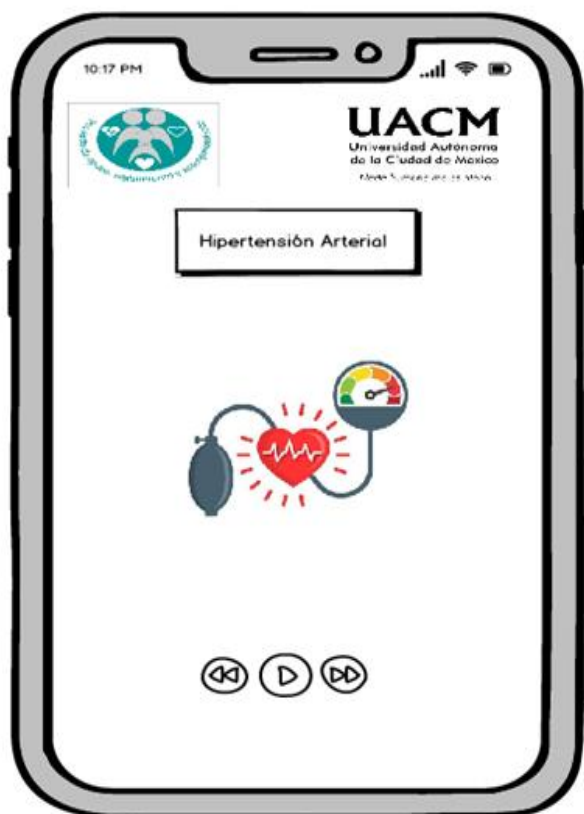 10:17 PM
UACM
Universidad Autónoma
de la Ciudad de México
Hipertensión Arterial